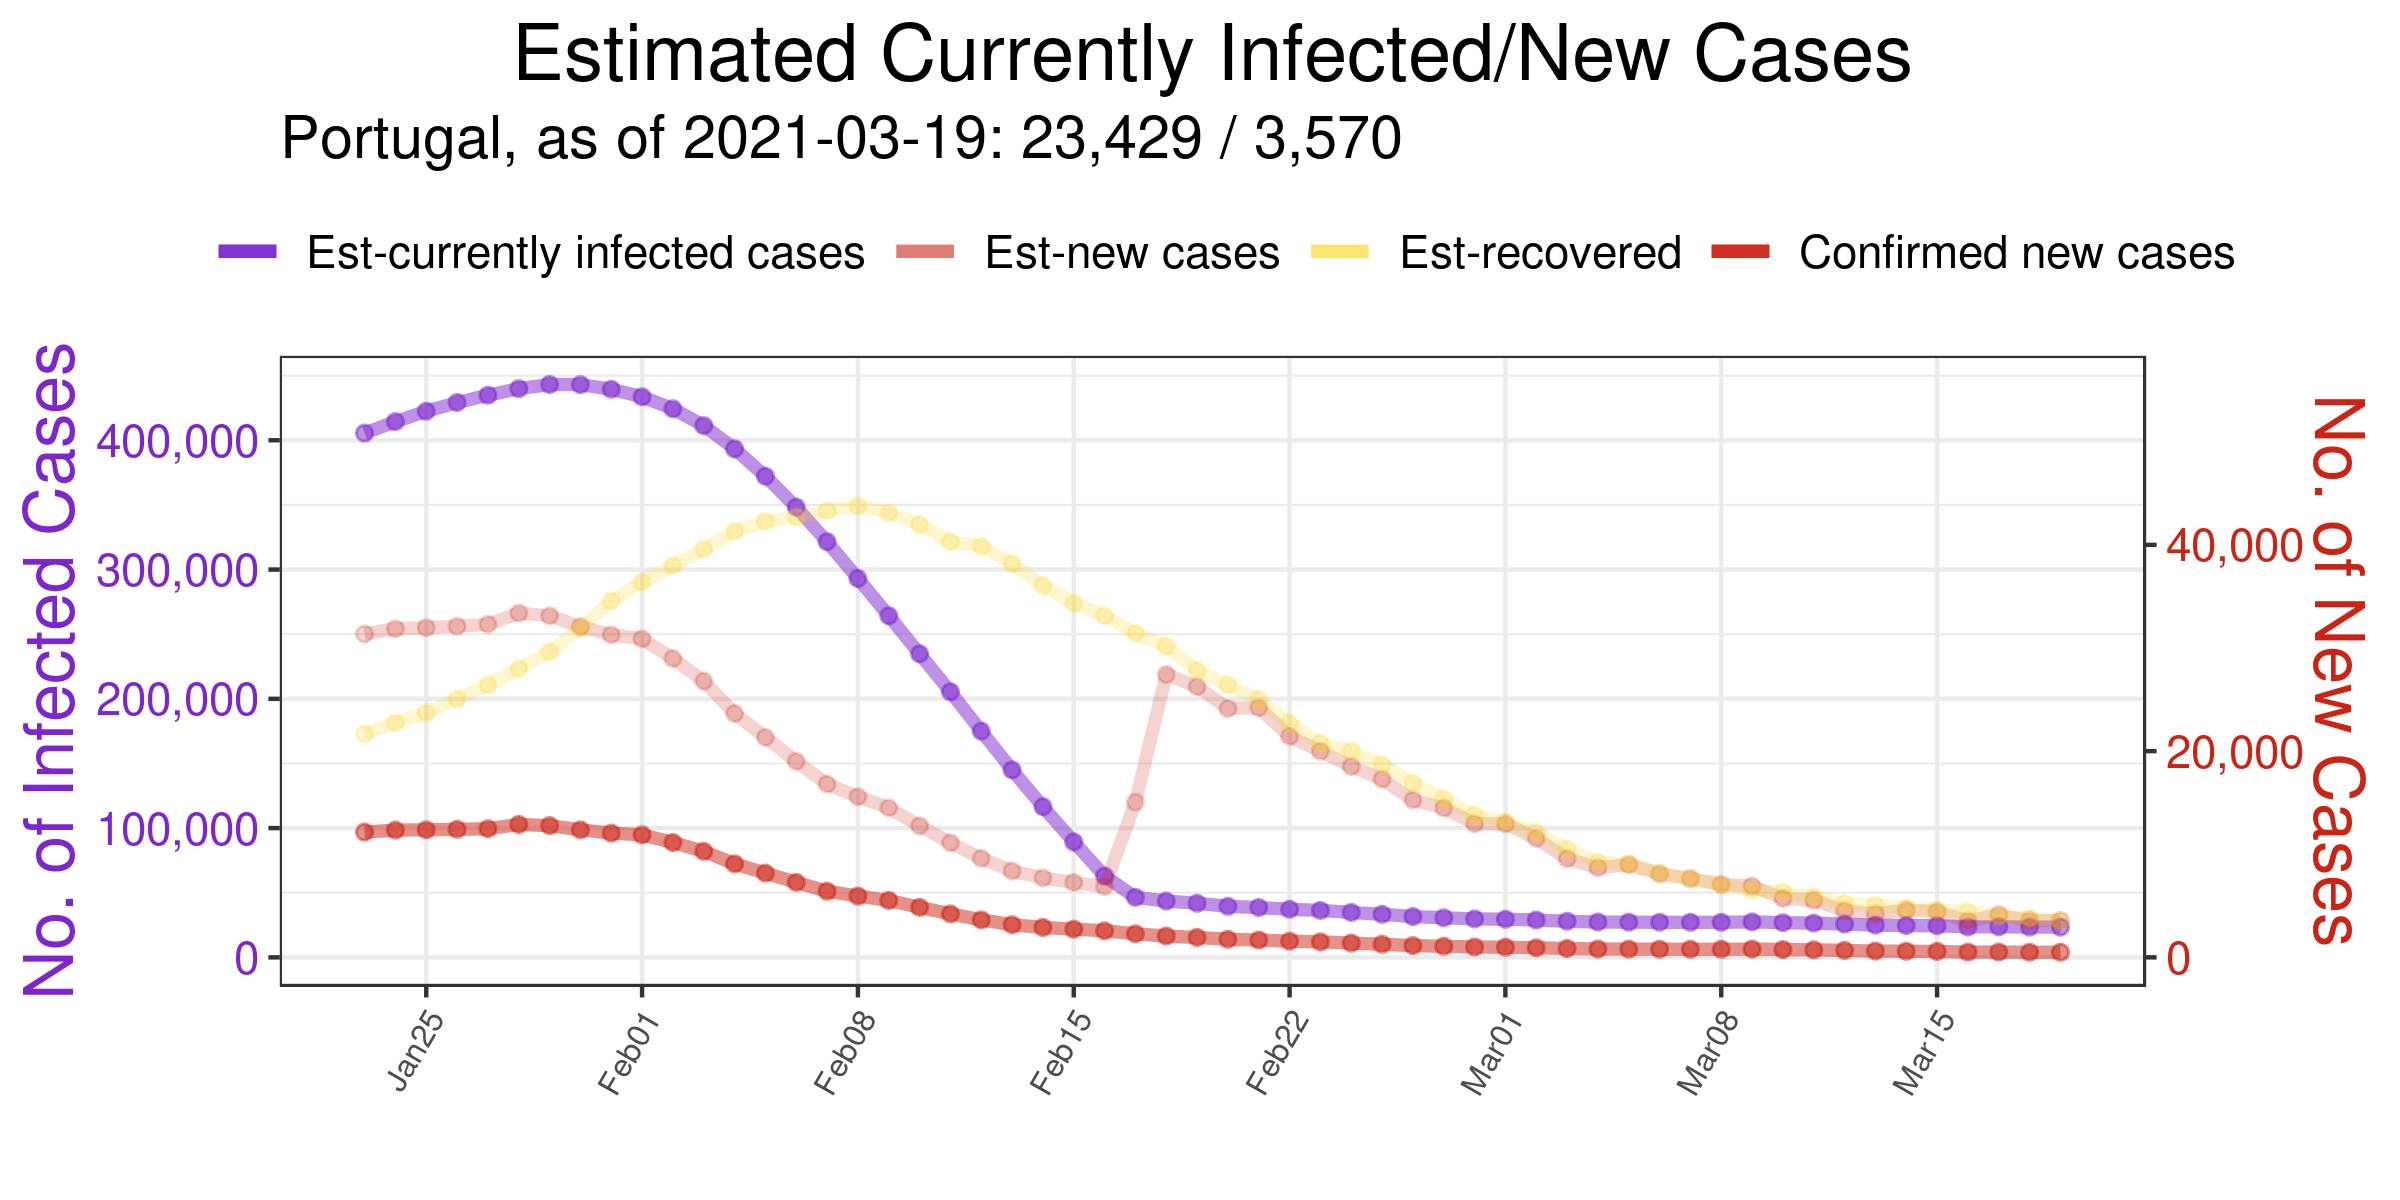 Estimated Currently Infected/New Cases
Portugal, as of 2021-03-19: 23,429 / 3,570
Est-currently infected cases Est-new cases Est-recovered Confirmed new cases
No. of Infected Cases
400,000
300,000
200,000
100,000
0
40,000
20,000
0
No. of New Cases
Jan25 Feb01 Feb08 Feb15 Feb22 Mar01 Mar08 Mar15